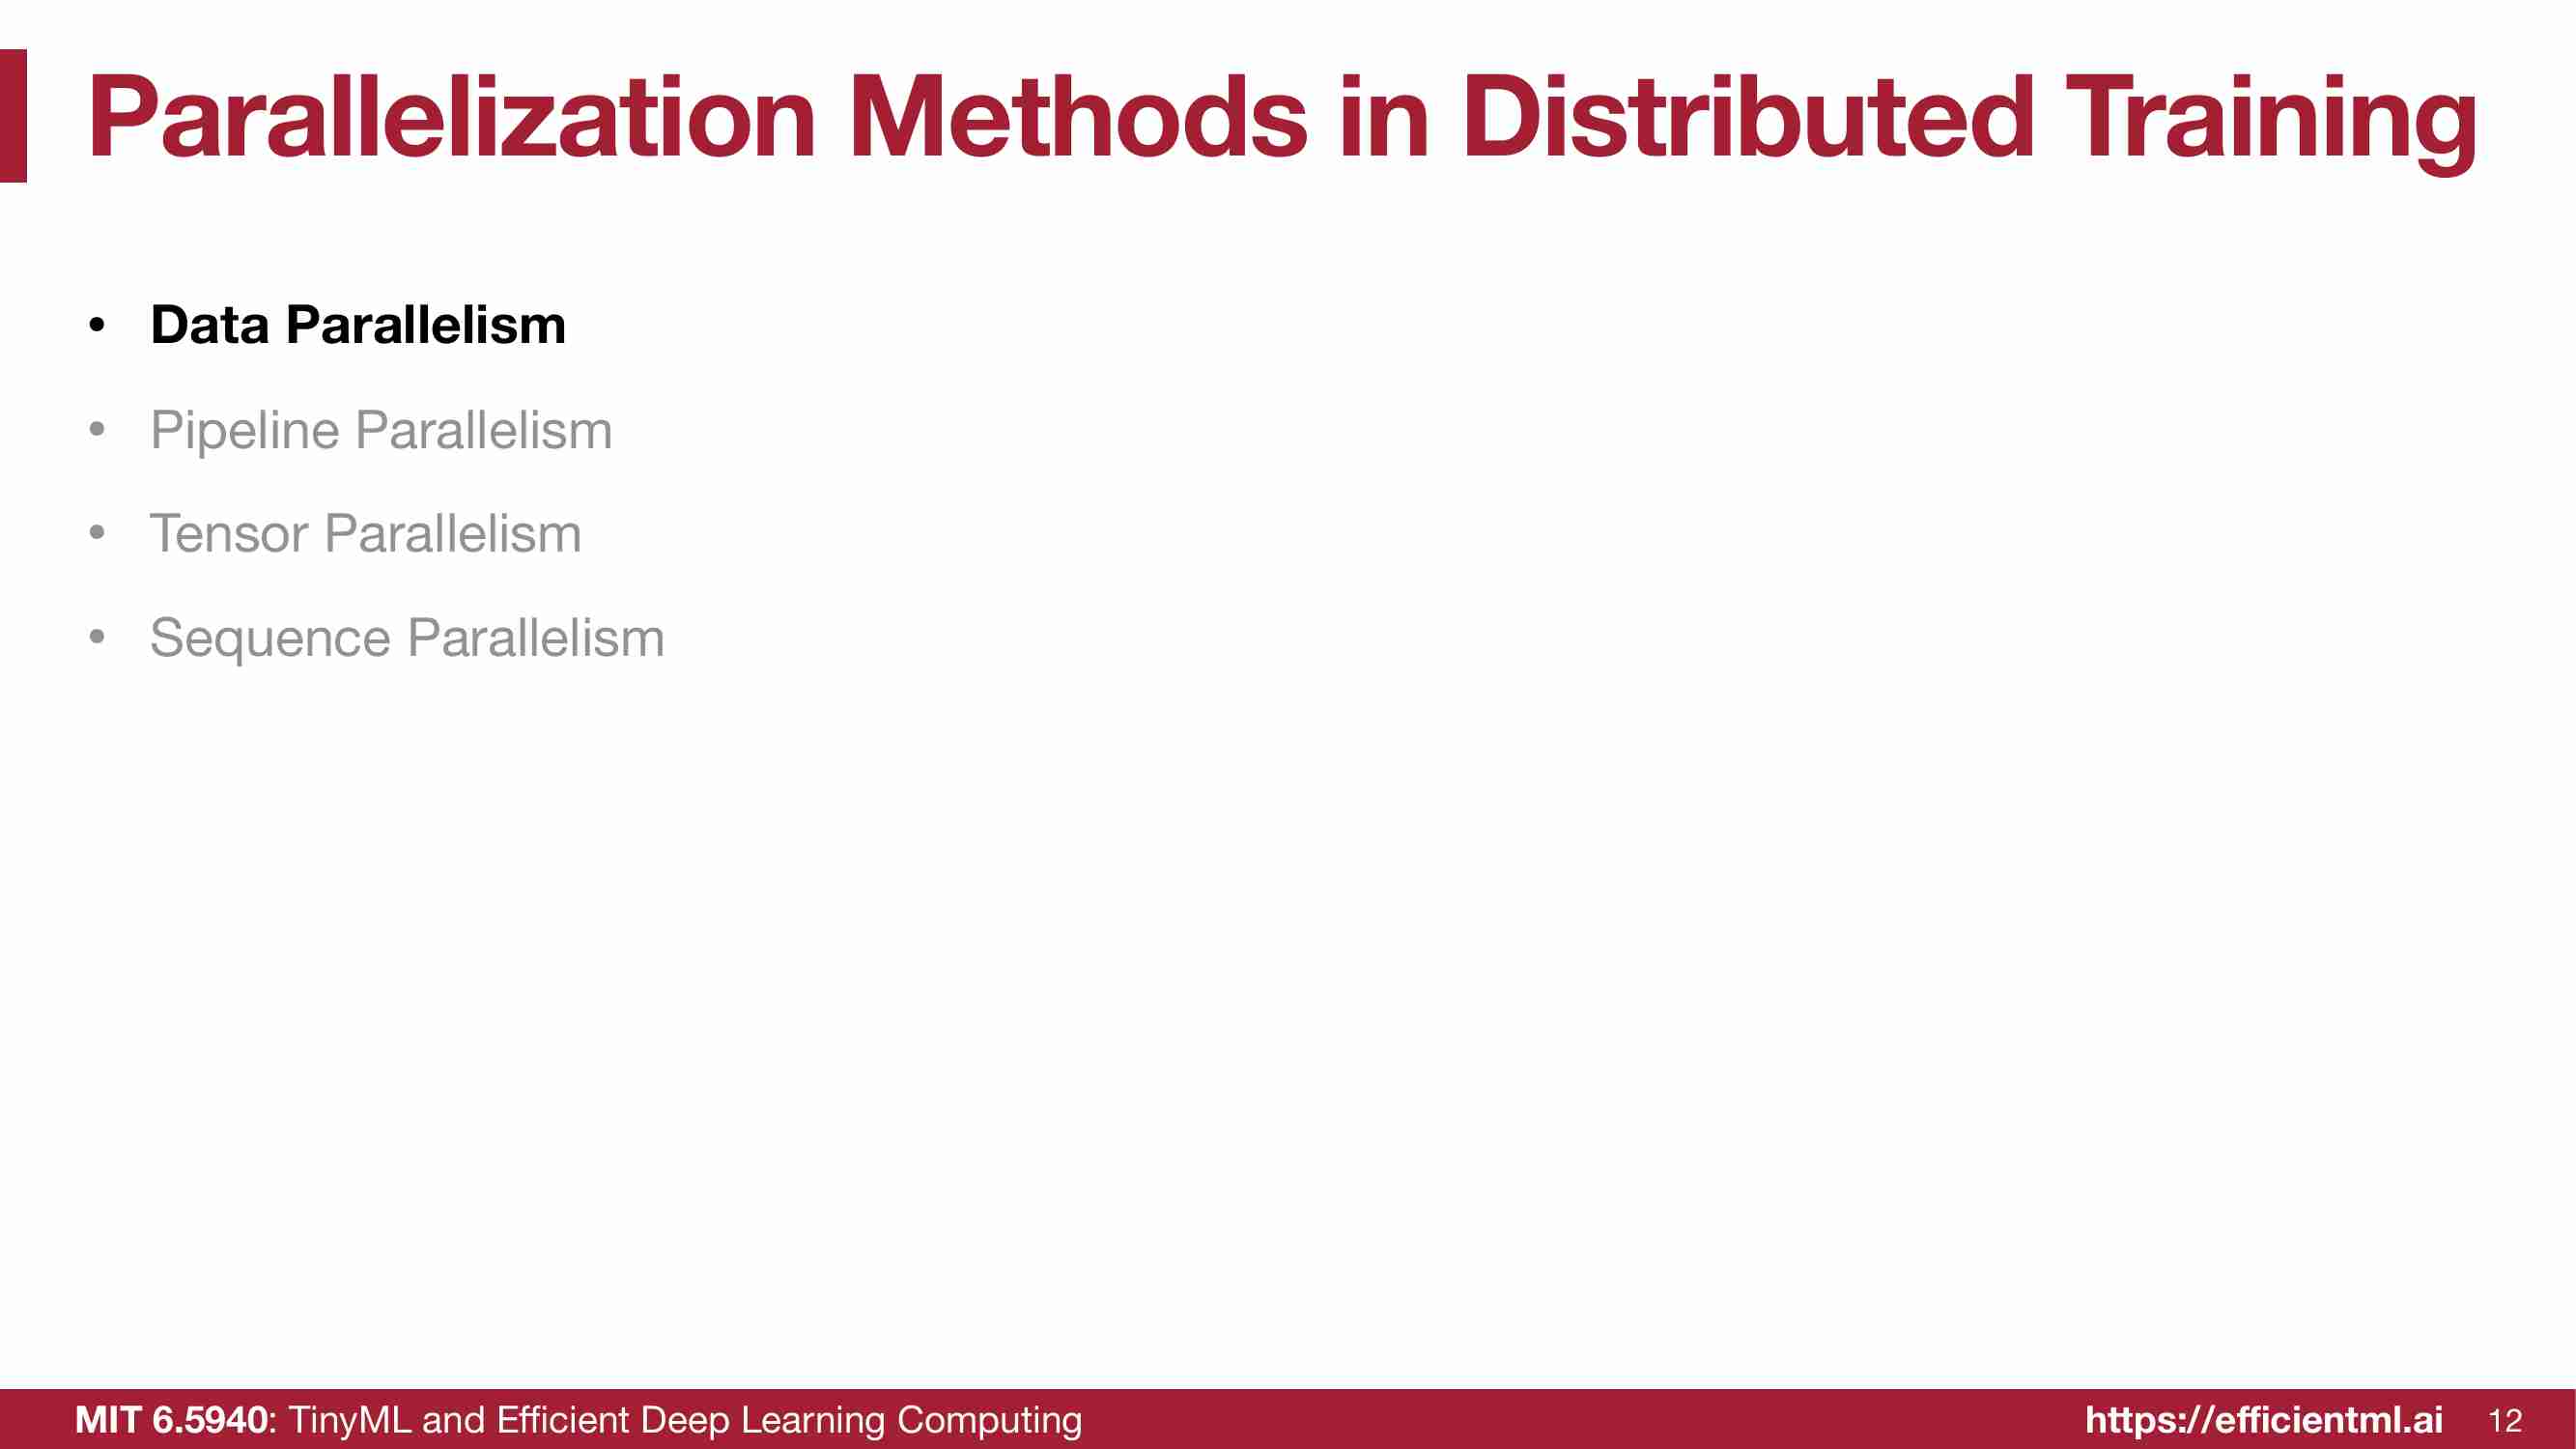 Parallelization Methods in Distributed Training
• Data Parallelism
• Pipeline Parallelism
• Tensor Parallelism
• Sequence Parallelism
MIT 6.5940: TinyML and Efficient Deep Learning Computing
https://efficientml.ai 12